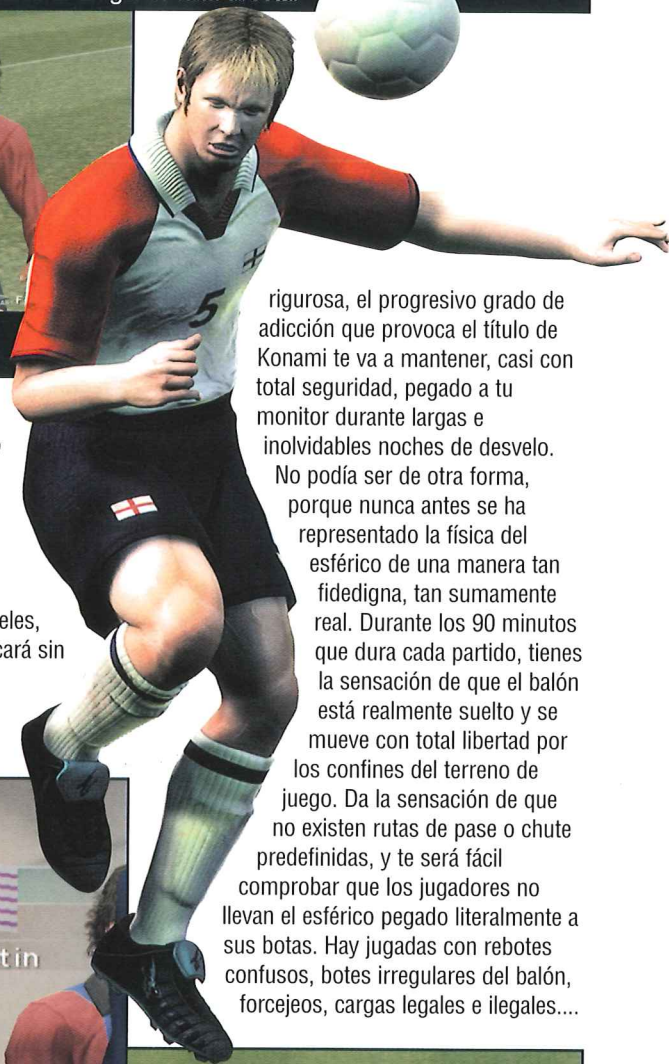 rigurosa, el progresivo grado de
adicción que provoca el título de
Konami te va a mantener, casi con
total seguridad, pegado a tu
monitor durante largas e
inolvidables noches de desvelo.
No podía ser de otra forma,
porque nunca antes se ha
representado la física del
esférico de una manera tan
fidedigna, tan sumamente
real. Durante los 90 minutos
que dura cada partido, tienes
la sensación de que el balón
está realmente suelto y se
mueve con total libertad por
los confines del terreno de
juego. Da la sensación de que
no existen rutas de pase o chute
predefinidas, y te será fácil
comprobar que los jugadores no
llevan el esférico pegado literalmente a
sus botas. Hay jugadas con rebotes
confusos, botes irregulares del balón,
forcejeos, cargas legales e ilegales....
5
eles,
cará sin
tin